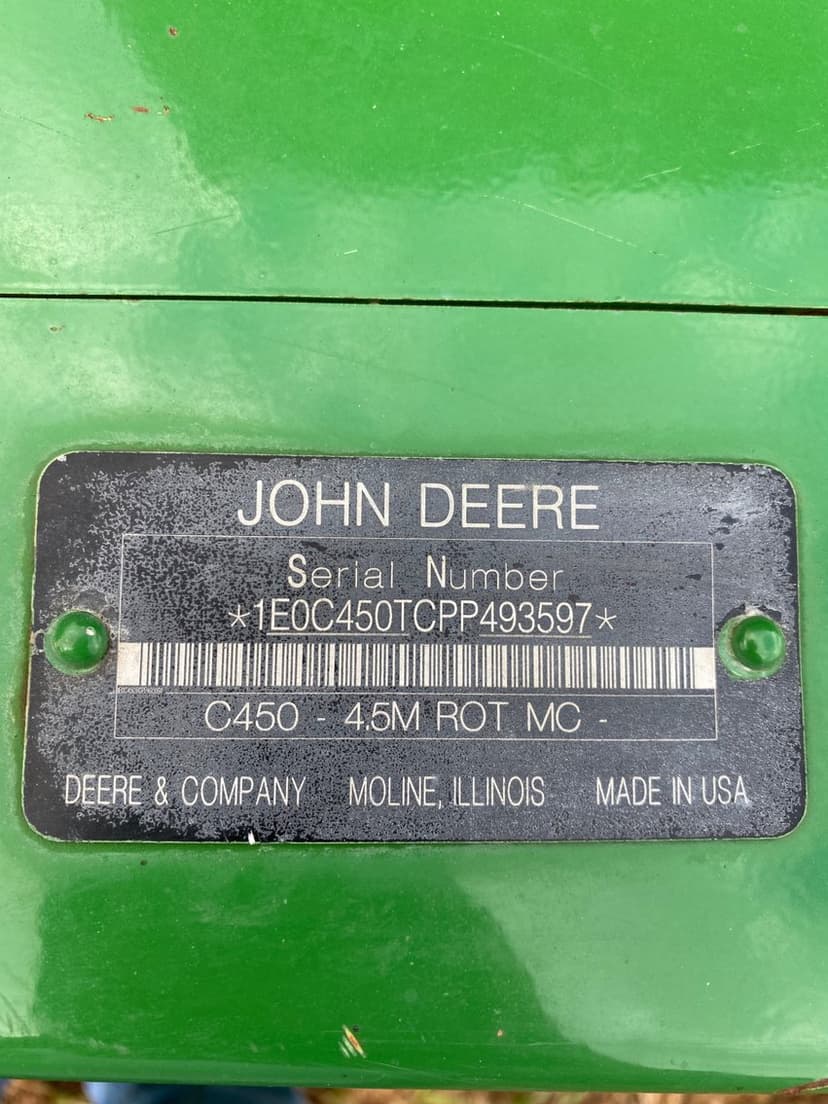 JOHN DEERE
Serial Number
*1E0C450TCPP493597*
C450 - 4.5M ROT MC -
DEERE & COMPANY MOLINE, ILLINOIS MADE IN USA